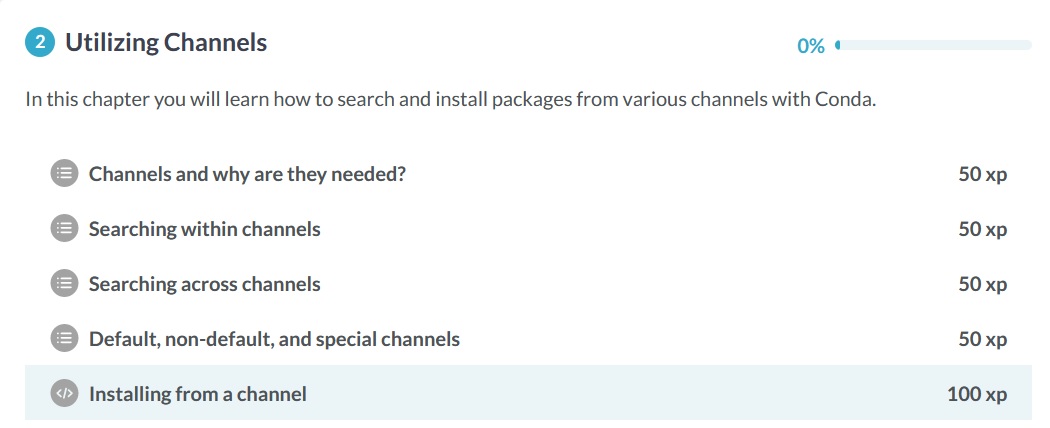 2 Utilizing Channels
0%
In this chapter you will learn how to search and install packages from various channels with Conda.
Channels and why are they needed? 50 xp
Searching within channels 50 xp
Searching across channels 50 xp
Default, non-default, and special channels 50 xp
</> Installing from a channel 100 xp